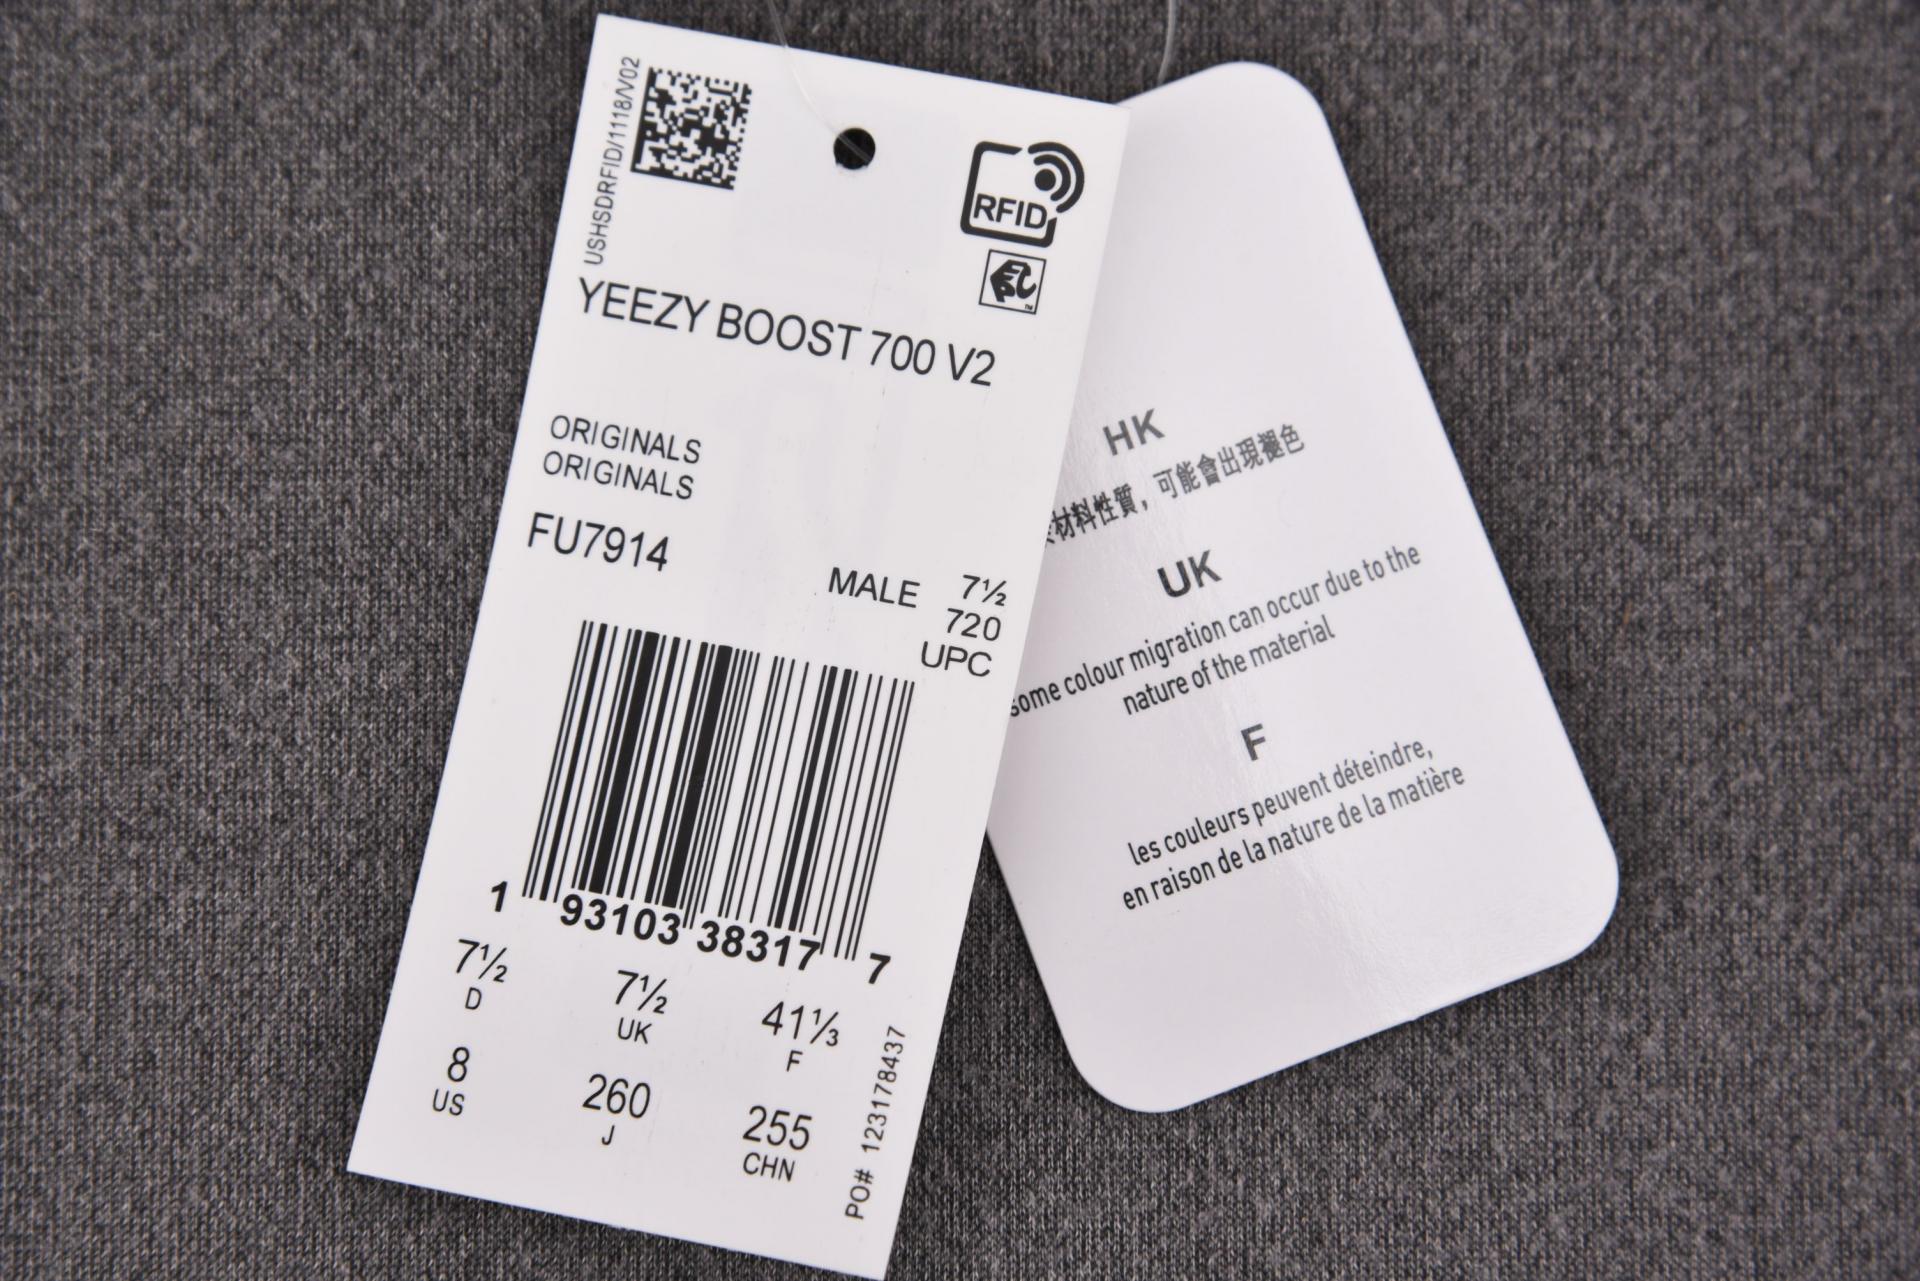 USHSDRFID/1118/V02
RFID
YEEZY BOOST 700 V2
ORIGINALS
ORIGINALS
FU7914
MALE 7½
720
UPC
1 93103 38317 7
7½ 7½ 41⅓
D UK F
8 260 255
US J CHN
PO# 123178437
HK
材料性質，可能會出現褪色
UK
some colour migration can occur due to the
nature of the material
F
les couleurs peuvent déteindre,
en raison de la nature de la matière